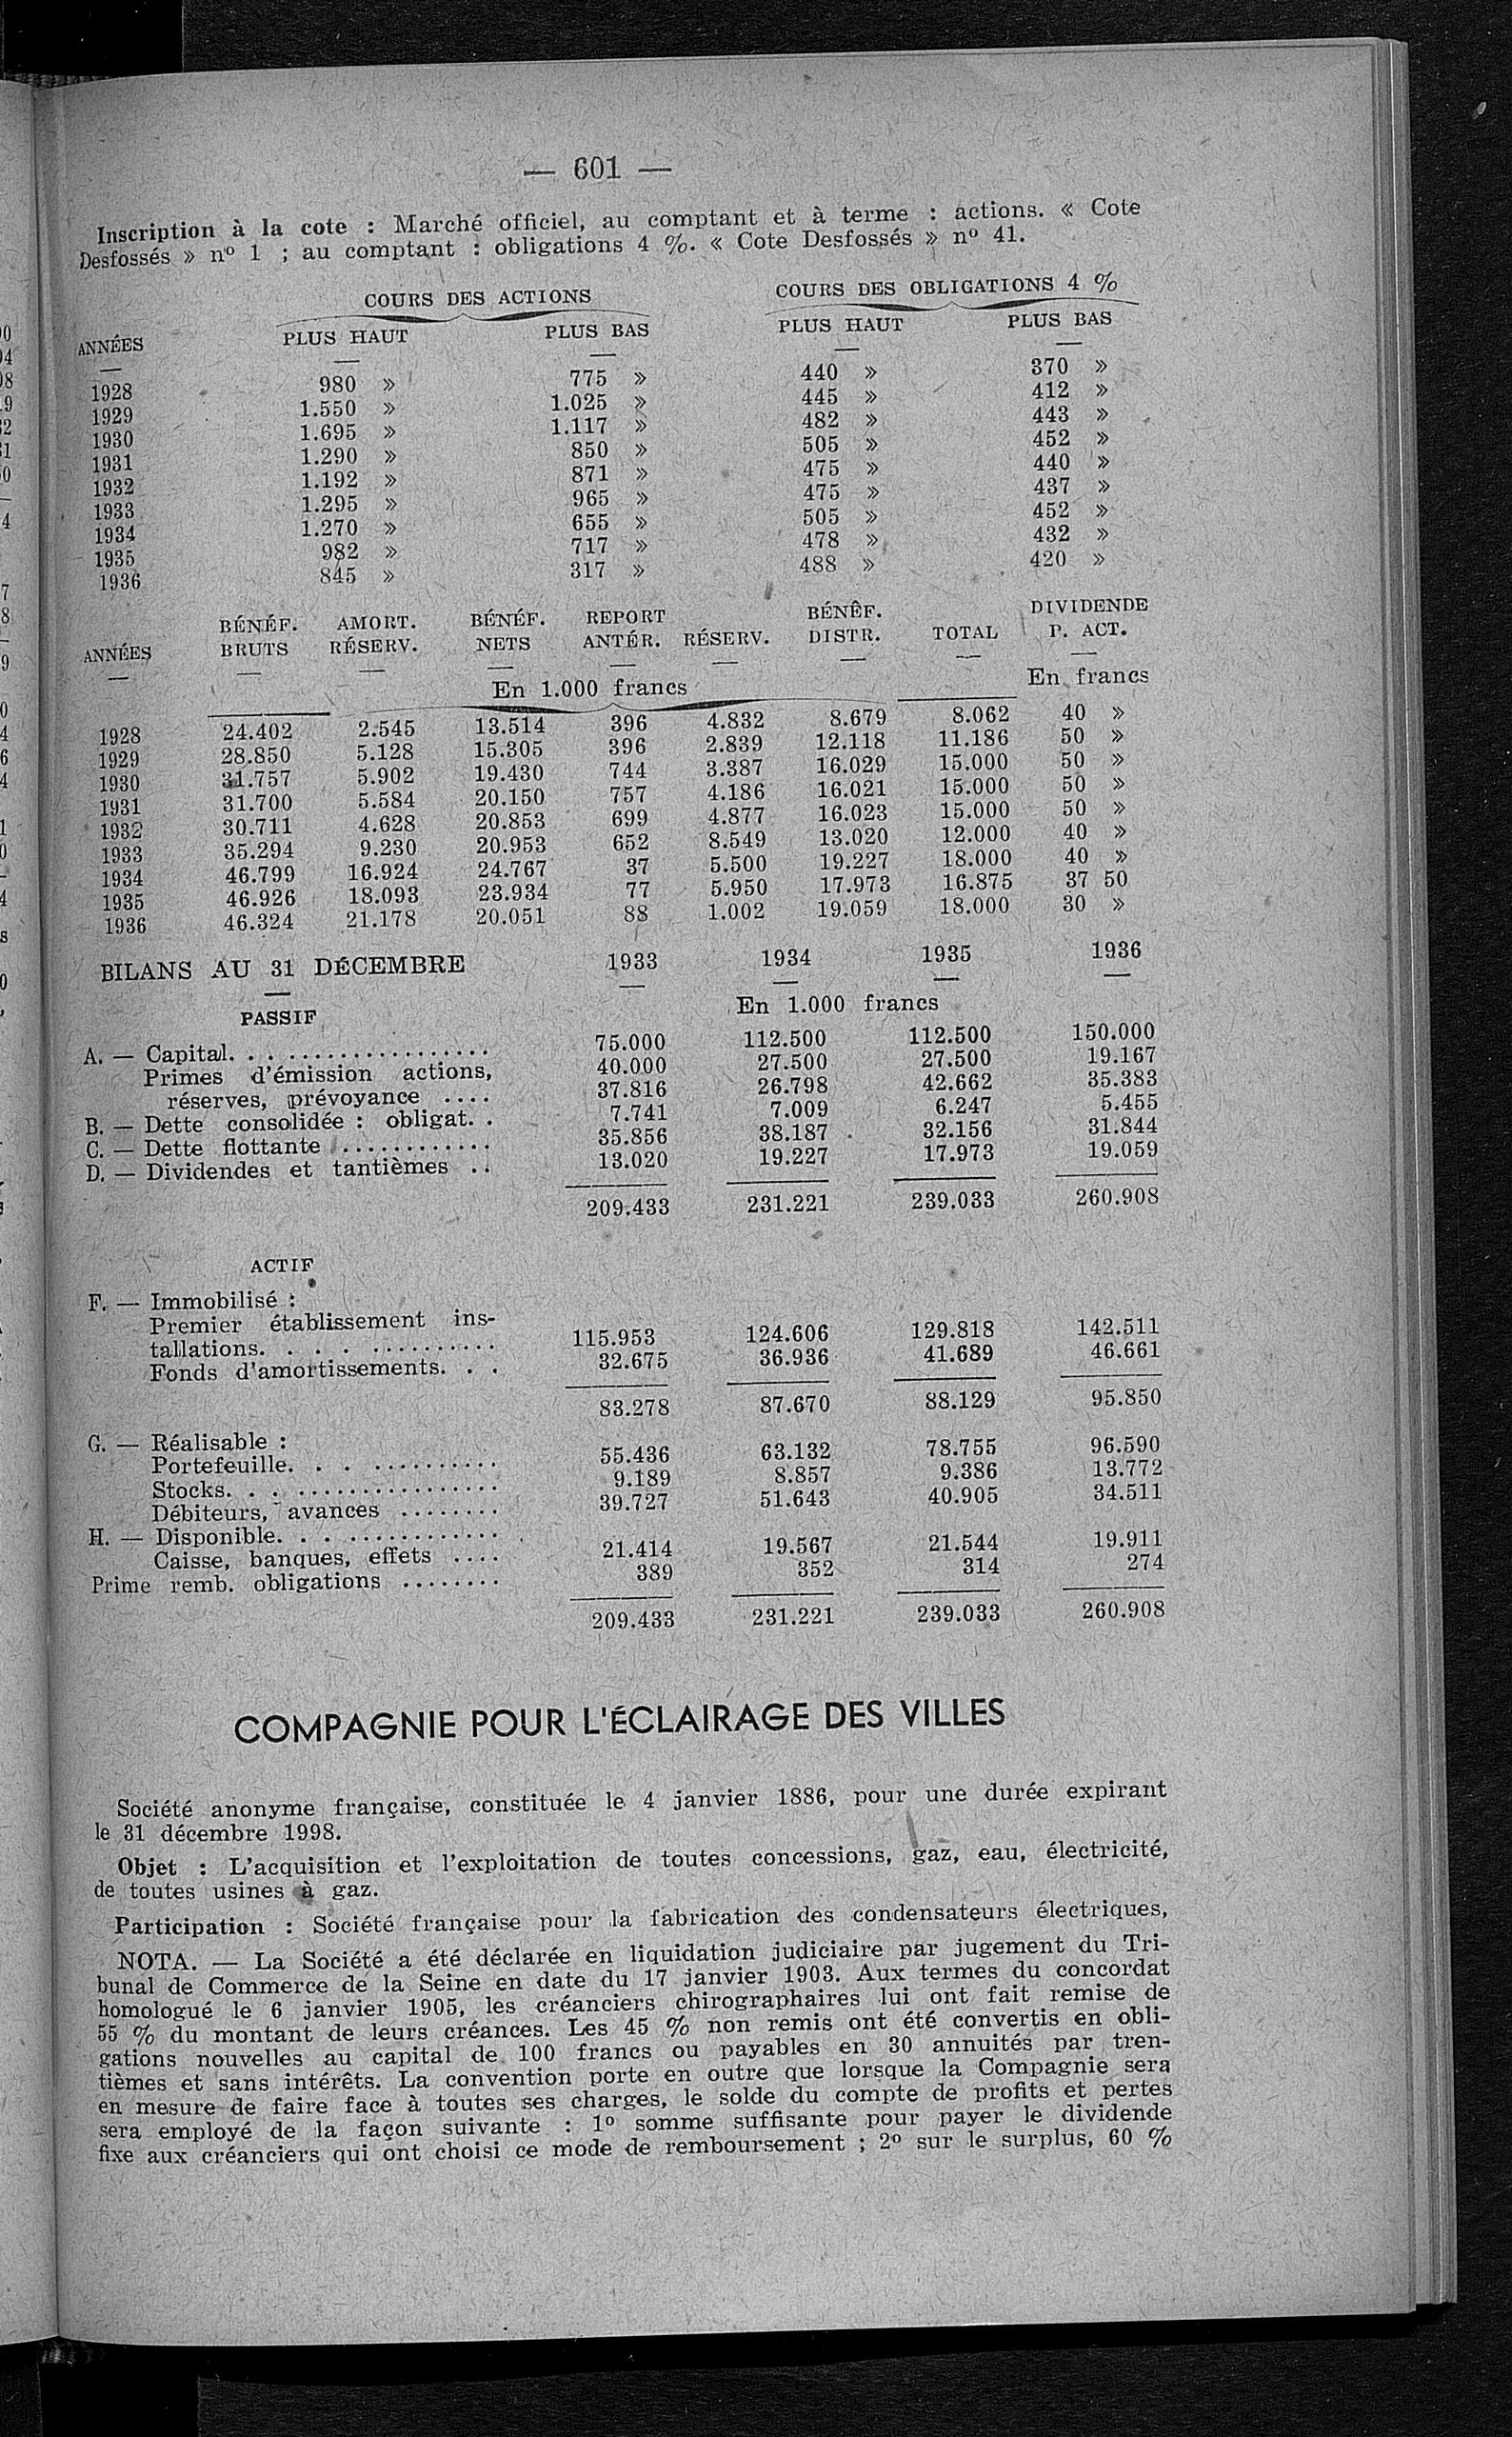 — 601 —
Inscription à la cote : Marché officiel, au comptant et à terme : actions. « Cote
Desfossés » nº 1 ; au comptant : obligations 4 %. « Cote Desfossés » nº 41.
COURS DES ACTIONS COURS DES OBLIGATIONS 4 %
ANNÉES PLUS HAUT PLUS BAS PLUS HAUT PLUS BAS
1928 980 » 775 » 440 » 370 »
1929 1.550 » 1.025 » 445 » 412 »
1930 1.695 » 1.117 » 482 » 443 »
1931 1.290 » 850 » 505 » 452 »
1932 1.192 » 871 » 475 » 440 »
1933 1.295 » 965 » 475 » 437 »
1934 1.270 » 655 » 505 » 452 »
1935 982 » 717 » 478 » 432 »
1936 845 » 317 » 488 » 420 »
BÉNÉF. AMORT. BÉNÉF. REPORT BÉNÊF. DIVIDENDE
ANNÉES BRUTS RÉSERV. NETS ANTÉR. RÉSERV. DISTR. TOTAL P. ACT.
En 1.000 francs En francs
1928 24.402 2.545 13.514 396 4.832 8.679 8.062 40 »
1929 28.850 5.128 15.305 396 2.839 12.118 11.186 50 »
1930 31.757 5.902 19.430 744 3.387 16.029 15.000 50 »
1931 31.700 5.584 20.150 757 4.186 16.021 15.000 50 »
1932 30.711 4.628 20.853 699 4.877 16.023 15.000 50 »
1933 35.294 9.230 20.953 652 8.549 13.020 12.000 40 »
1934 46.799 16.924 24.767 37 5.500 19.227 18.000 40 »
1935 46.926 18.093 23.934 77 5.950 17.973 16.875 37 50
1936 46.324 21.178 20.051 88 1.002 19.059 18.000 30 »
BILANS AU 31 DÉCEMBRE 1933 1934 1935 1936
PASSIF En 1.000 francs
A. — Capital. . . . . . . . . . . . . . . . . 75.000 112.500 112.500 150.000
Primes d'émission actions, 40.000 27.500 27.500 19.167
réserves, prévoyance .... 37.816 26.798 42.662 35.383
B. — Dette consolidée : obligat. . 7.741 7.009 6.247 5.455
C. — Dette flottante ............ 35.856 38.187 32.156 31.844
D. — Dividendes et tantièmes .. 13.020 19.227 17.973 19.059
209.433 231.221 239.033 260.908
ACTIF
F. — Immobilisé :
Premier établissement ins-
tallations. . . . ........... 115.953 124.606 129.818 142.511
Fonds d'amortissements. . . 32.675 36.936 41.689 46.661
83.278 87.670 88.129 95.850
G. — Réalisable :
Portefeuille. . . .......... 55.436 63.132 78.755 96.590
Stocks. . . ................ 9.189 8.857 9.386 13.772
Débiteurs, avances ........ 39.727 51.643 40.905 34.511
H. — Disponible. . . .............
Caisse, banques, effets .... 21.414 19.567 21.544 19.911
Prime remb. obligations ........ 389 352 314 274
209.433 231.221 239.033 260.908
COMPAGNIE POUR L'ÉCLAIRAGE DES VILLES
Société anonyme française, constituée le 4 janvier 1886, pour une durée expirant
le 31 décembre 1998.
Objet : L'acquisition et l'exploitation de toutes concessions, gaz, eau, électricité,
de toutes usines à gaz.
Participation : Société française pour la fabrication des condensateurs électriques,
NOTA. — La Société a été déclarée en liquidation judiciaire par jugement du Tri-
bunal de Commerce de la Seine en date du 17 janvier 1903. Aux termes du concordat
homologué le 6 janvier 1905, les créanciers chirographaires lui ont fait remise de
55 % du montant de leurs créances. Les 45 % non remis ont été convertis en obli-
gations nouvelles au capital de 100 francs ou payables en 30 annuités par tren-
tièmes et sans intérêts. La convention porte en outre que lorsque la Compagnie sera
en mesure de faire face à toutes ses charges, le solde du compte de profits et pertes
sera employé de la façon suivante : 1º somme suffisante pour payer le dividende
fixe aux créanciers qui ont choisi ce mode de remboursement ; 2º sur le surplus, 60 %